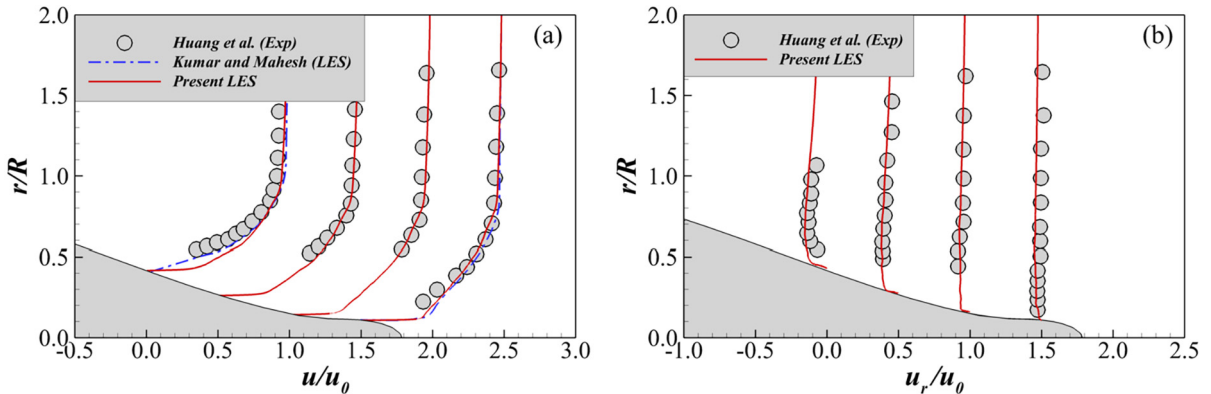 (a)
Huang et al. (Exp)
Kumar and Mahesh (LES)
Present LES
r/R
2.0
1.5
1.0
0.5
0.0
-0.5 0.0 0.5 1.0 1.5 2.0 2.5 3.0
u/u0
(b)
Huang et al. (Exp)
Present LES
r/R
2.0
1.5
1.0
0.5
0.0
-1.0 -0.5 0.0 0.5 1.0 1.5 2.0 2.5
ur/u0